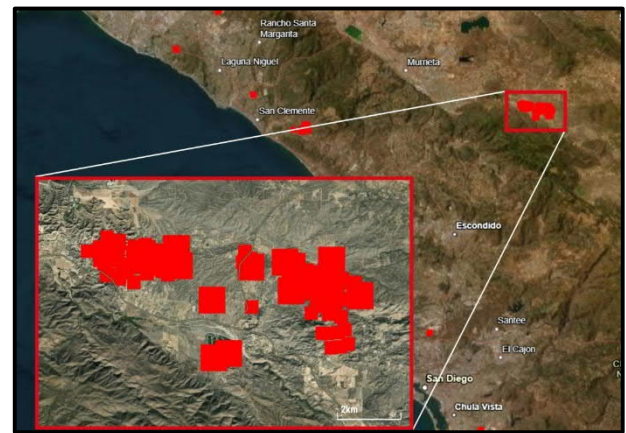 Rancho Santa
Margarita
Laguna Niguel
Murrieta
San Clemente
Escondido
Santee
El Cajon
San Diego
Chula Vista
2km